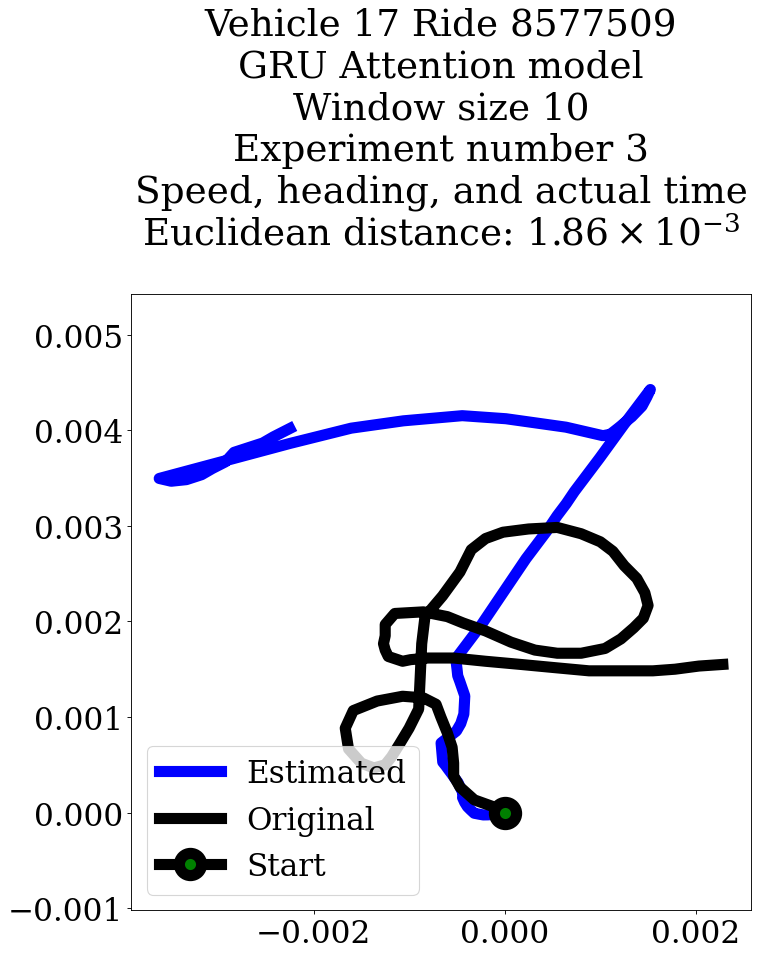 Vehicle 17 Ride 8577509
GRU Attention model
Window size 10
Experiment number 3
Speed, heading, and actual time
Euclidean distance: 1.86 × 10⁻³
0.005
0.004
0.003
0.002
0.001
0.000
−0.001
Estimated
Original
Start
−0.002 0.000 0.002